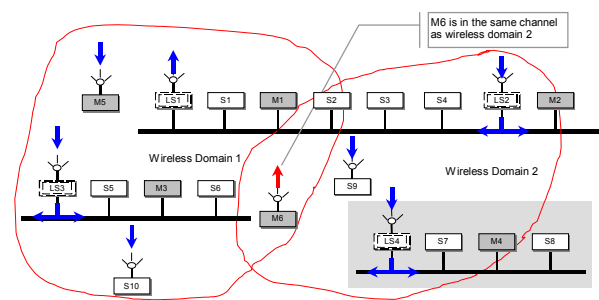 M6 is in the same channel
as wireless domain 2
M5
LS1
S1
M1
S2
S3
S4
LS2
M2
Wireless Domain 1
Wireless Domain 2
LS3
S5
M3
S6
M6
S9
LS4
S7
M4
S8
S10